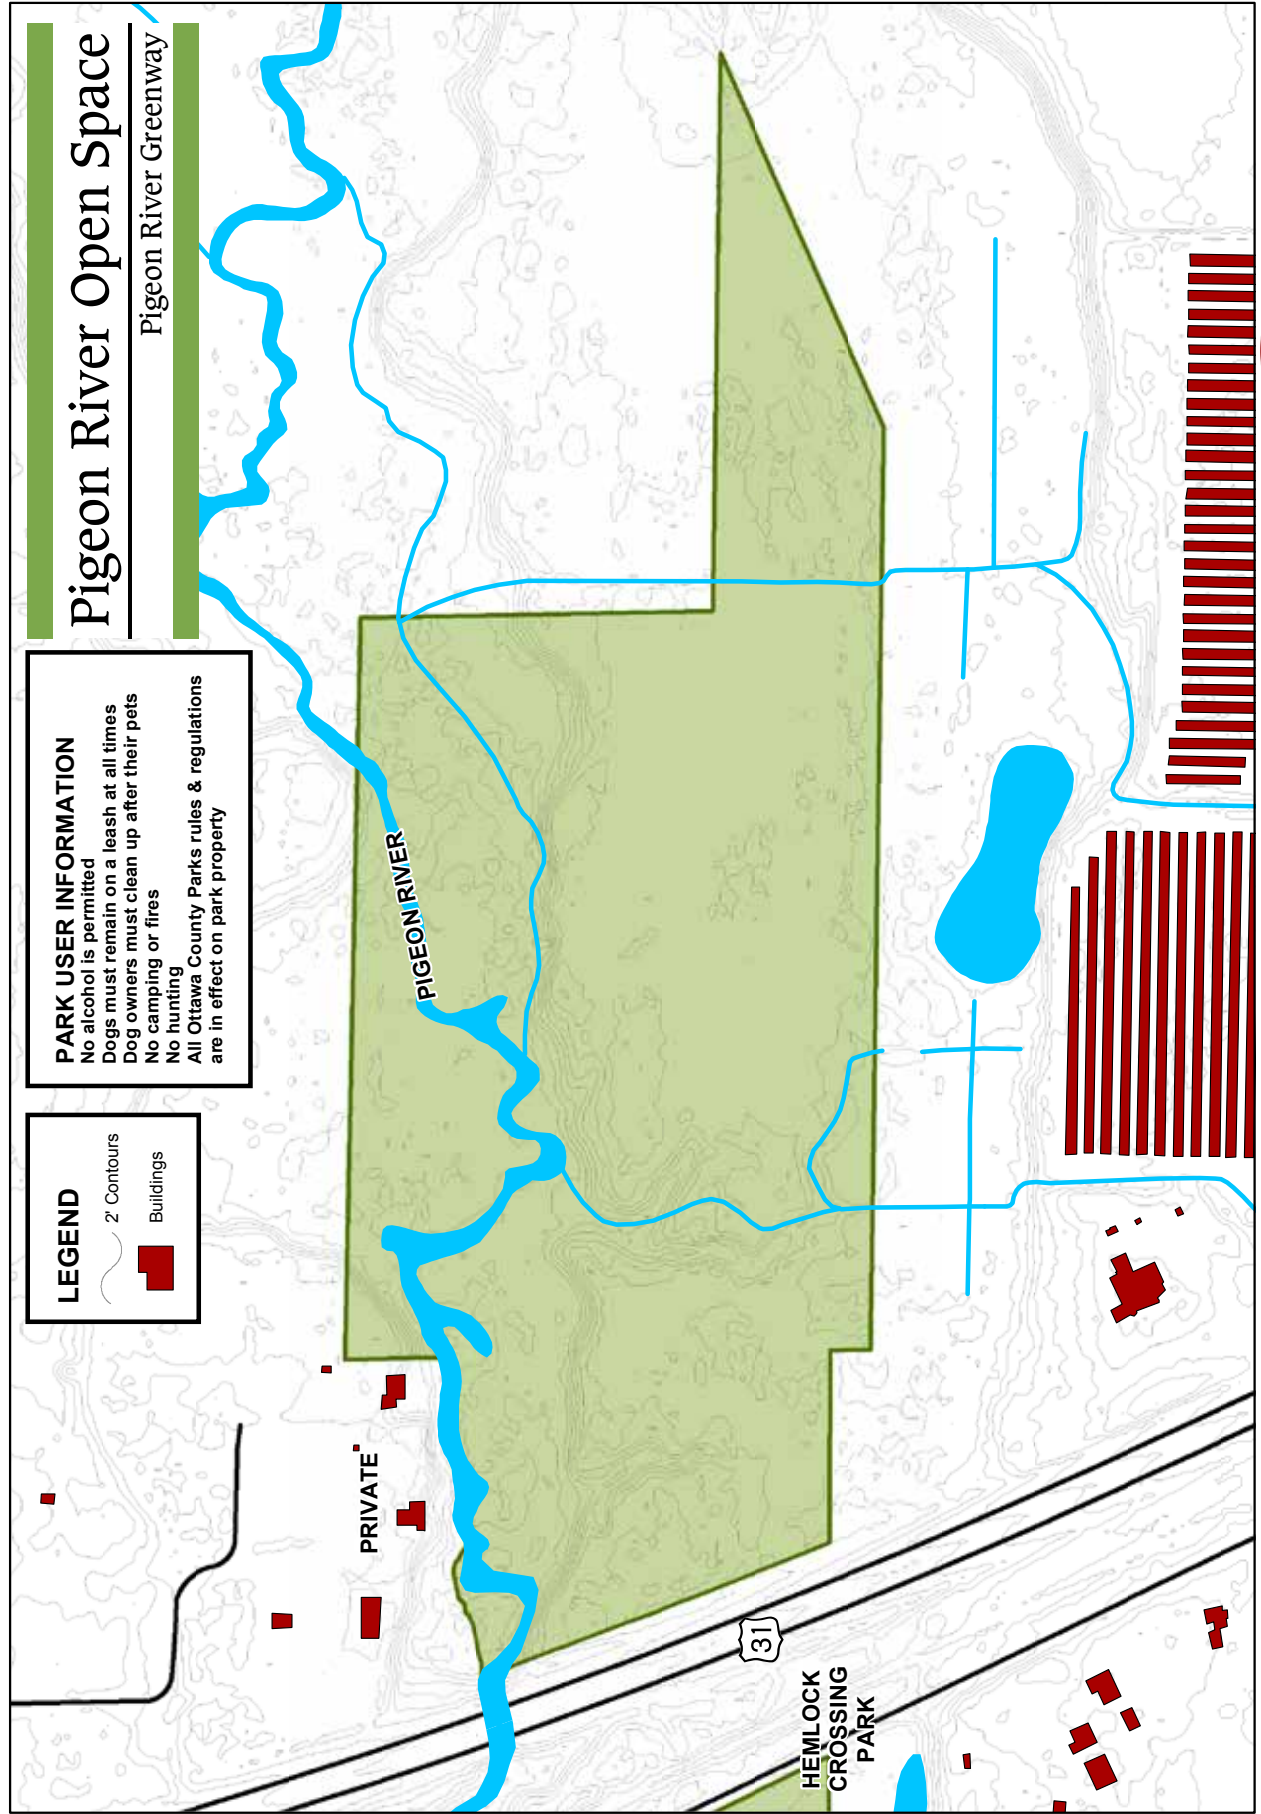 Pigeon River Open Space
Pigeon River Greenway
PARK USER INFORMATION
No alcohol is permitted
Dogs must remain on a leash at all times
Dog owners must clean up after their pets
No camping or fires
No hunting
All Ottawa County Parks rules & regulations
are in effect on park property
LEGEND
2' Contours
Buildings
PIGEON RIVER
PRIVATE
31
HEMLOCK
CROSSING
PARK